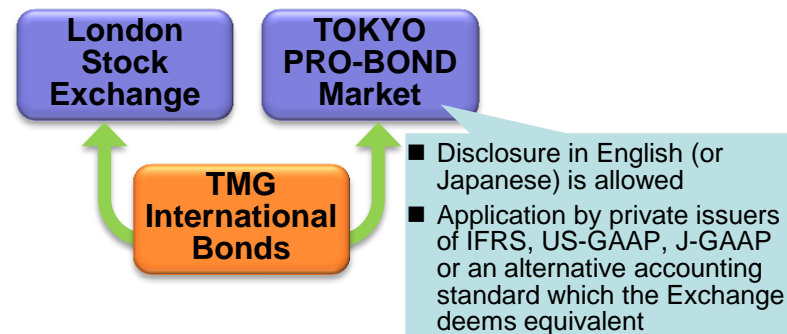 London
Stock
Exchange
TOKYO
PRO-BOND
Market
TMG
International
Bonds
■ Disclosure in English (or
Japanese) is allowed
■ Application by private issuers
of IFRS, US-GAAP, J-GAAP
or an alternative accounting
standard which the Exchange
deems equivalent